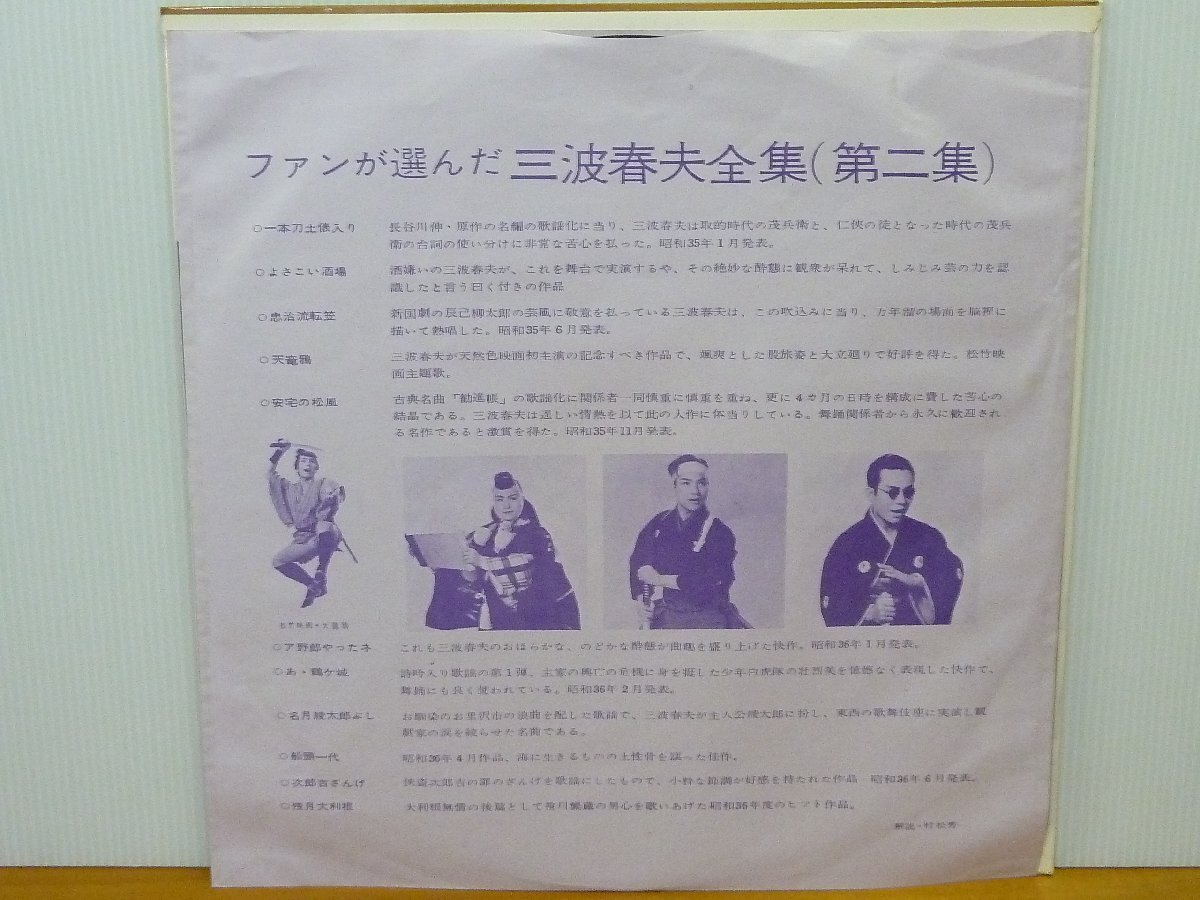 ファンが選んだ 三波春夫全集(第二集)
○一本刀土俵入り 長谷川伸・原作の名編の歌謡化に当り、三波春夫は取的時代の茂兵衛と、仁侠の徒となった時代の茂兵
衛の台詞の使い分けに非常な苦心を払った。昭和35年1月発表。
○よさこい酒場 酒嫌いの三波春夫が、これを舞台で実演するや、その絶妙な酔態に観衆が呆れて、しみじみ芸の力を認
識したと言う曰く付きの作品
○忠治流転笠 新国劇の辰己柳太郎の芸風に敬意を払っている三波春夫は、この吹込みに当り、万年溜の場面を脳裡に
描いて熱唱した。昭和35年6月発表。
○天竜鴉 三波春夫が天然色映画初主演の記念すべき作品で、颯爽とした股旅姿と大立廻りで好評を得た。松竹映
画主題歌。
○安宅の松風 古典名曲「勧進帳」の歌謡化に関係者一同慎重に慎重を重ね、更に4カ月の日時を構成に費した苦心の
結晶である。三波春夫は逞しい情熱を以て此の大作に体当りしている。舞踊関係者から永久に歓迎され
る名作であると激賞を得た。昭和35年11月発表。
松竹映画・天竜鴉
○ア野郎やったネ これも三波春夫のおほらかな、のどかな酔態が曲趣を盛り上げた快作。昭和36年1月発表。
○あゝ鶴ケ城 詩吟入り歌謡の第1弾、主家の興亡の危機に身を挺した少年白虎隊の壮烈美を遺憾なく表現した快作で、
舞踊にも良く使われている。昭和36年2月発表。
○名月綾太郎ぶし お馴染のお里沢市の浪曲を配した歌謡で、三波春夫が主人公綾太郎に扮し、東西の歌舞伎座に実演し観
劇家の涙を絞らせた名曲である。
○船頭一代 昭和36年4月作品、海に生きるものの土性骨を謳った佳作。
○次郎吉ざんげ 侠盗次郎吉の罪のざんげを歌謡にしたもので、小粋な節調が好感を持たれた作品 昭和36年6月発表。
○笹月大利根 大利根無情の後篇として笹川繁蔵の男心を歌いあげた昭和36年度のヒット作品。
解説・村松秀